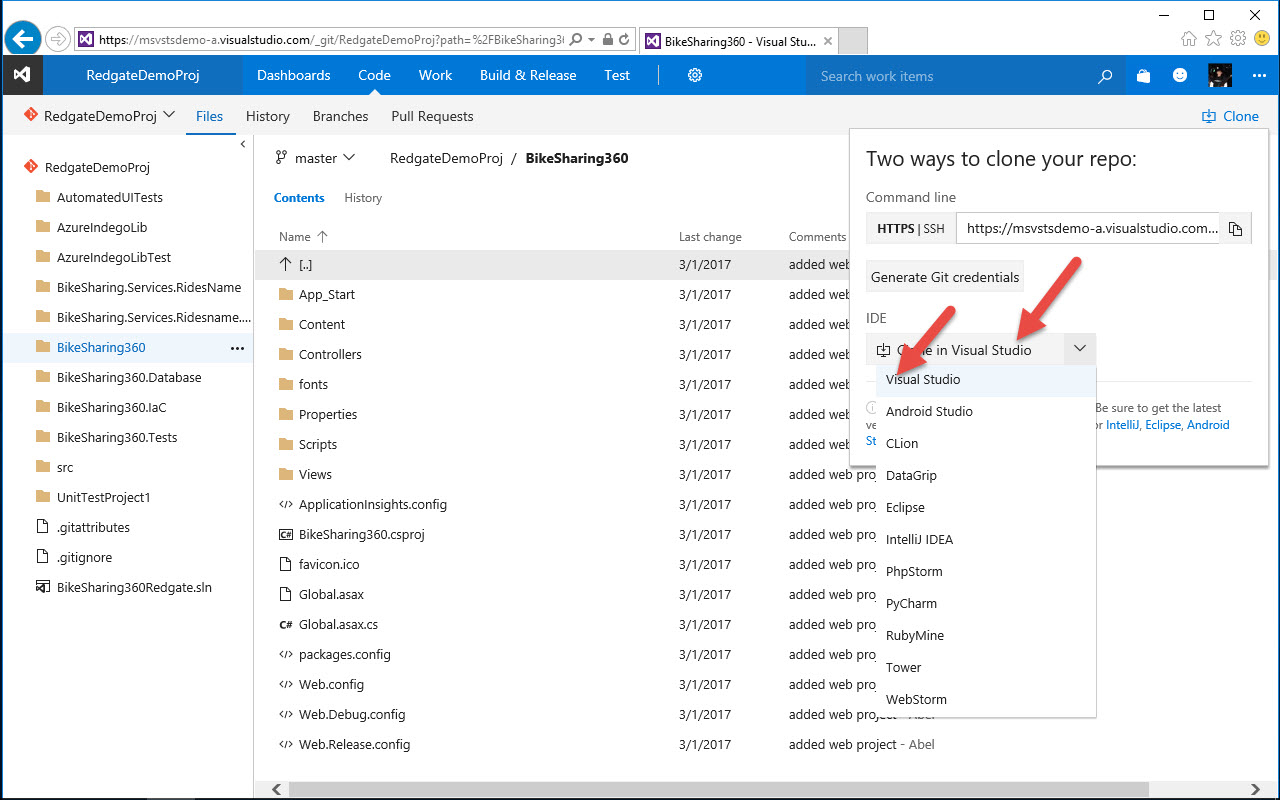 https://msvstsdemo-a.visualstudio.com/_git/RedgateDemoProj?path=%2FBikeSharing36
BikeSharing360 - Visual Stu...
RedgateDemoProj
Dashboards
Code
Work
Build & Release
Test
Search work items
RedgateDemoProj
Files
History
Branches
Pull Requests
Clone
RedgateDemoProj
AutomatedUITests
AzureIndegoLib
AzureIndegoLibTest
BikeSharing.Services.RidesName
BikeSharing.Services.Ridesname....
BikeSharing360
BikeSharing360.Database
BikeSharing360.IaC
BikeSharing360.Tests
src
UnitTestProject1
.gitattributes
.gitignore
BikeSharing360Redgate.sln
master
RedgateDemoProj / BikeSharing360
Contents
History
Name Last change Comments
[..] 3/1/2017 added web
App_Start 3/1/2017 added web
Content 3/1/2017 added web
Controllers 3/1/2017 added web
fonts 3/1/2017 added web
Properties 3/1/2017 added web
Scripts 3/1/2017 added web
Views 3/1/2017 added web proj
ApplicationInsights.config 3/1/2017 added web proj
BikeSharing360.csproj 3/1/2017 added web proj
favicon.ico 3/1/2017 added web proj
Global.asax 3/1/2017 added web proj
C# Global.asax.cs 3/1/2017 added web proj
packages.config 3/1/2017 added web proj
Web.config 3/1/2017 added web proj
Web.Debug.config 3/1/2017 added web project - Abel
Web.Release.config 3/1/2017 added web project - Abel
Two ways to clone your repo:
Command line
HTTPS | SSH
https://msvstsdemo-a.visualstudio.com...
Generate Git credentials
IDE
in Visual Studio
Visual Studio
Android Studio
CLion
DataGrip
Eclipse
IntelliJ IDEA
PhpStorm
PyCharm
RubyMine
Tower
WebStorm
Be sure to get the latest
ve or IntelliJ, Eclipse, Android
St